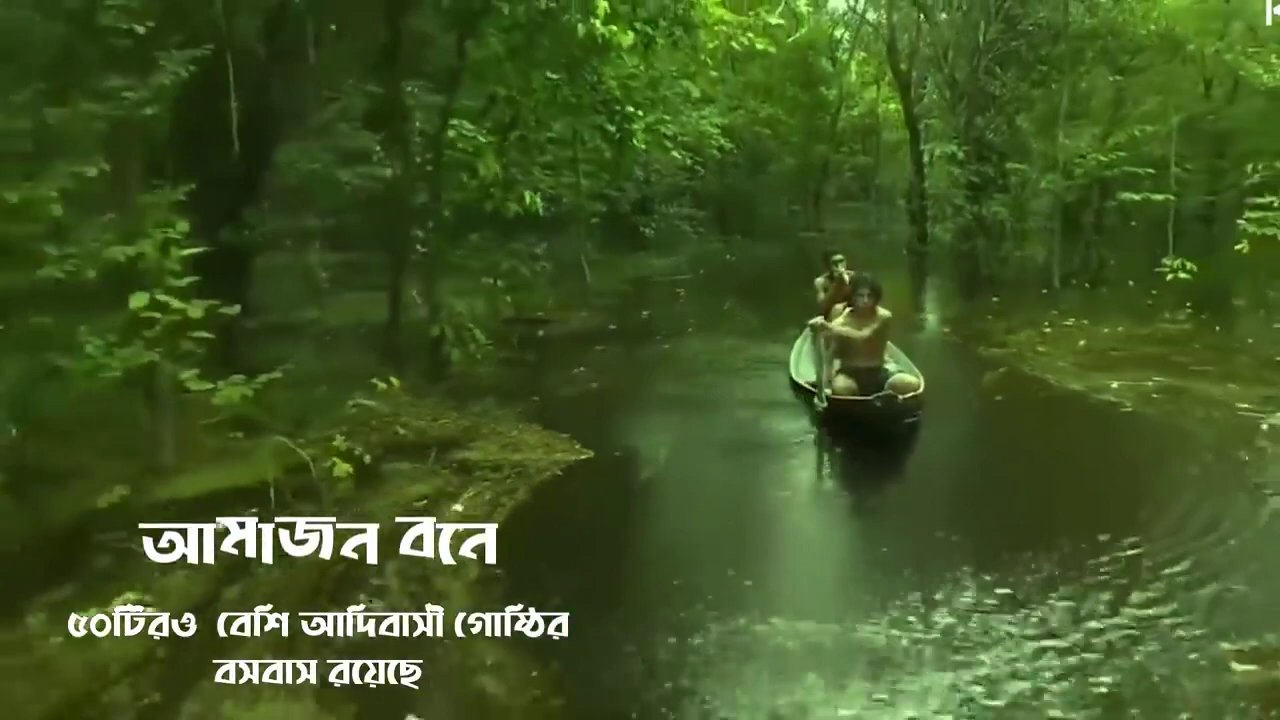 আমাজন বনে
৫০টিরও বেশি আদিবাসী গোষ্ঠির
বসবাস রয়েছে